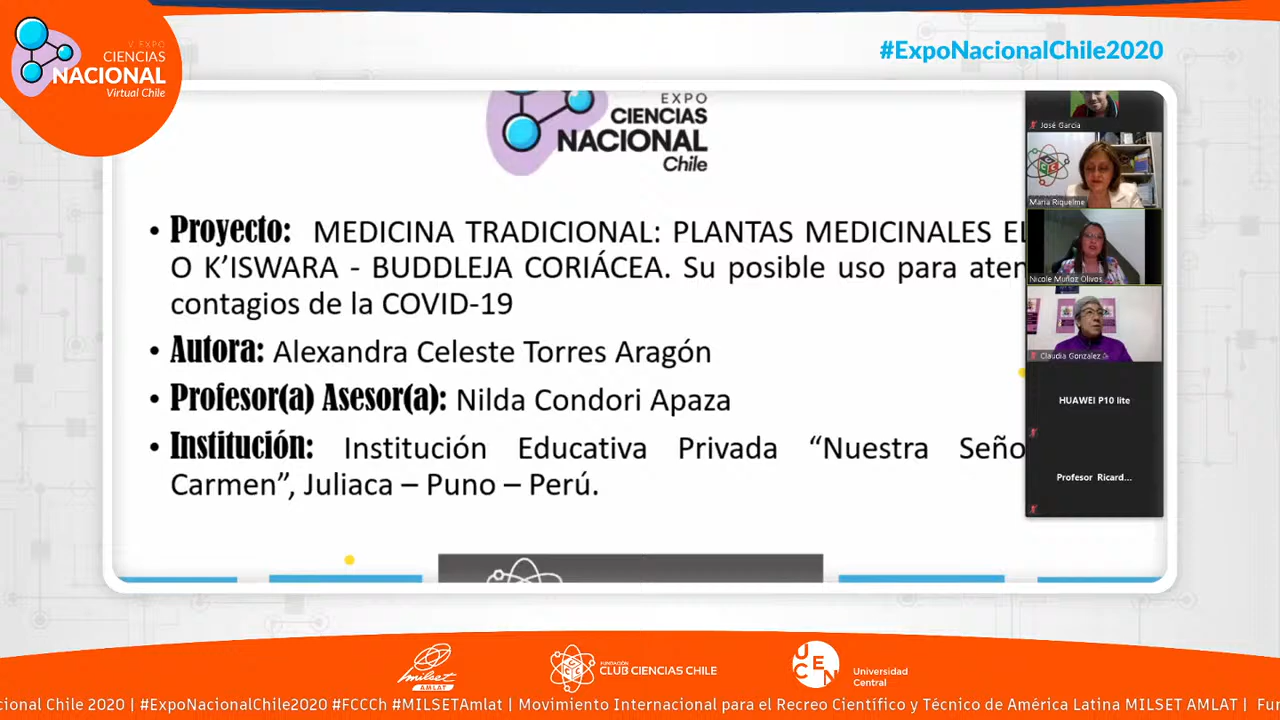 V EXPO
CIENCIAS
NACIONAL
Virtual Chile
#ExpoNacionalChile2020
EXPO
CIENCIAS
NACIONAL
Chile
• Proyecto: MEDICINA TRADICIONAL: PLANTAS MEDICINALES EL
O K’ISWARA - BUDDLEJA CORIÁCEA. Su posible uso para aten
contagios de la COVID-19
• Autora: Alexandra Celeste Torres Aragón
• Profesor(a) Asesor(a): Nilda Condori Apaza
• Institución: Institución Educativa Privada “Nuestra Seño
Carmen”, Juliaca – Puno – Perú.
José García
María Riquelme
Nicole Muñoz Olivos
Claudia Gonzalez
HUAWEI P10 lite
Profesor Ricard...
milset
AMLAT
FUNDACIÓN
CLUB CIENCIAS CHILE
UCEN
Universidad
Central
cional Chile 2020 | #ExpoNacionalChile2020 #FCCCh #MILSETAmlat | Movimiento Internacional para el Recreo Científico y Técnico de América Latina MILSET AMLAT | Fu